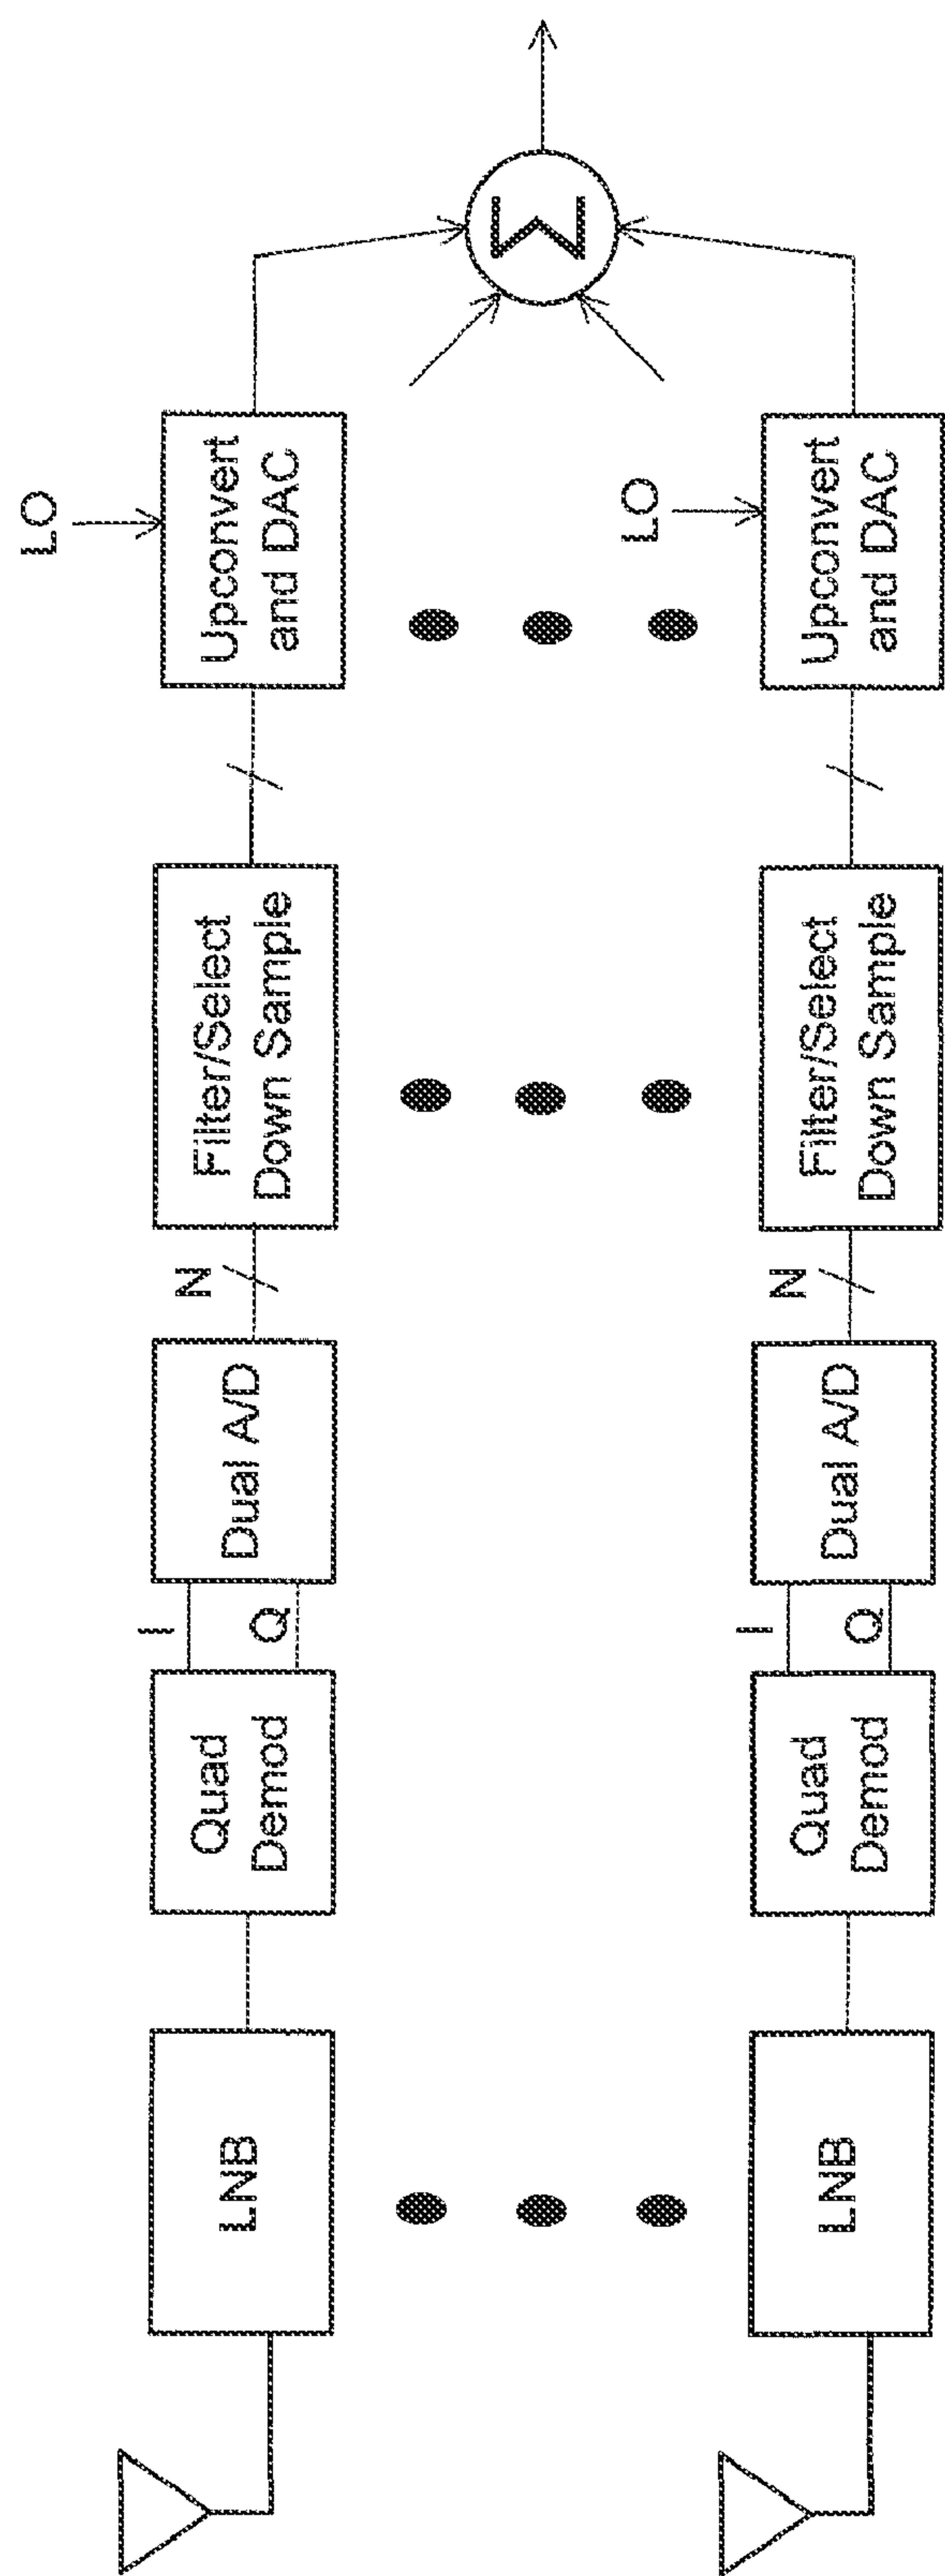 LNB
Quad
Demod
I
Q
Dual A/D
N
Filter/Select
Down Sample
LO
Upconvert
and DAC
Σ
LNB
Quad
Demod
I
Q
Dual A/D
N
Filter/Select
Down Sample
LO
Upconvert
and DAC